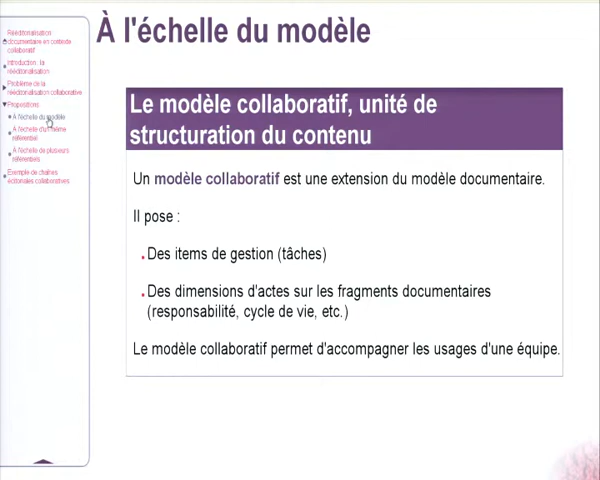 À l'échelle du modèle
Rééditorialisation
documentaire en contexte
collaboratif
Introduction : la
rééditorialisation
Problème de la
rééditorialisation collaborative
Propositions
À l'échelle du modèle
À l'échelle d'un même
référentiel
À l'échelle de plusieurs
référentiels
Exemple de chaînes
éditoriales collaboratives
Le modèle collaboratif, unité de
structuration du contenu
Un modèle collaboratif est une extension du modèle documentaire.
Il pose :
Des items de gestion (tâches)
Des dimensions d'actes sur les fragments documentaires
(responsabilité, cycle de vie, etc.)
Le modèle collaboratif permet d'accompagner les usages d'une équipe.